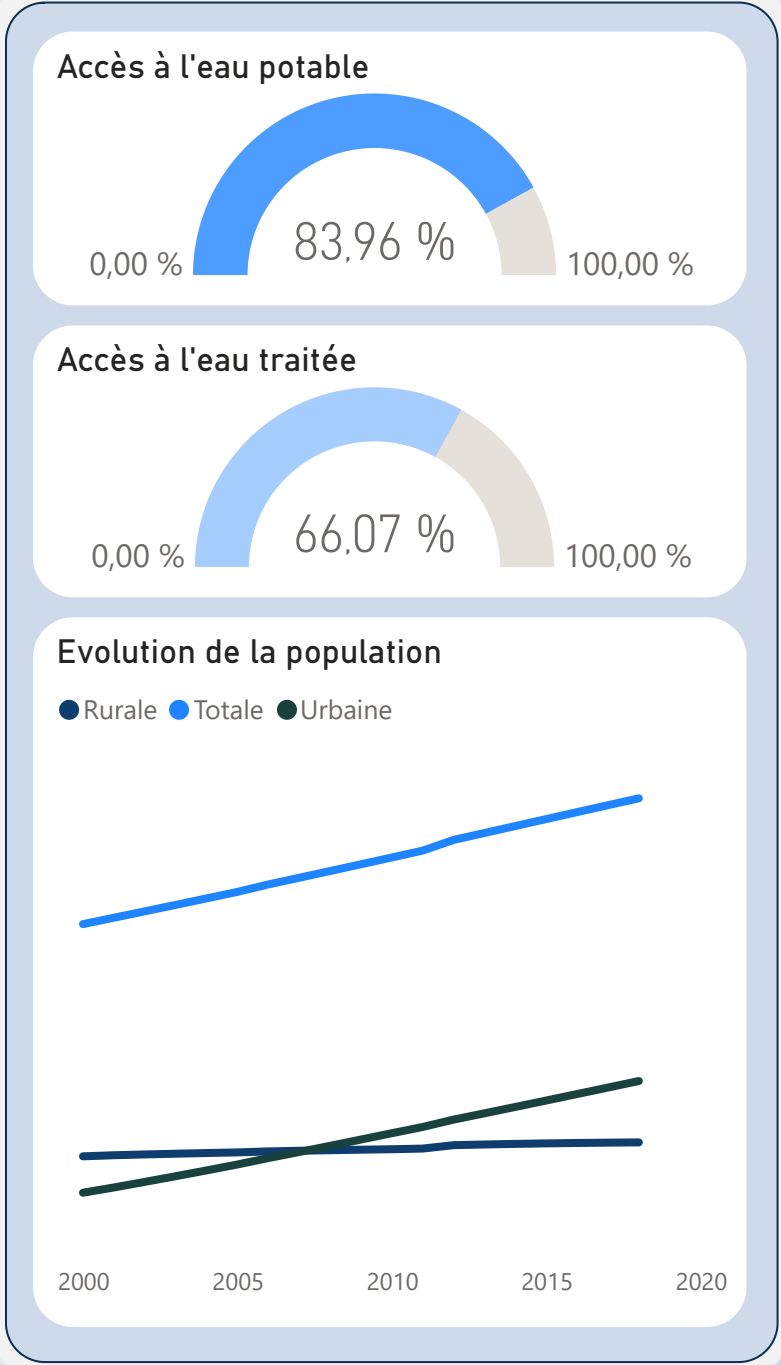 Accès à l'eau potable
83,96 %
0,00 %
100,00 %
Accès à l'eau traitée
66,07 %
0,00 %
100,00 %
Evolution de la population
Rurale Totale Urbaine
2000 2005 2010 2015 2020